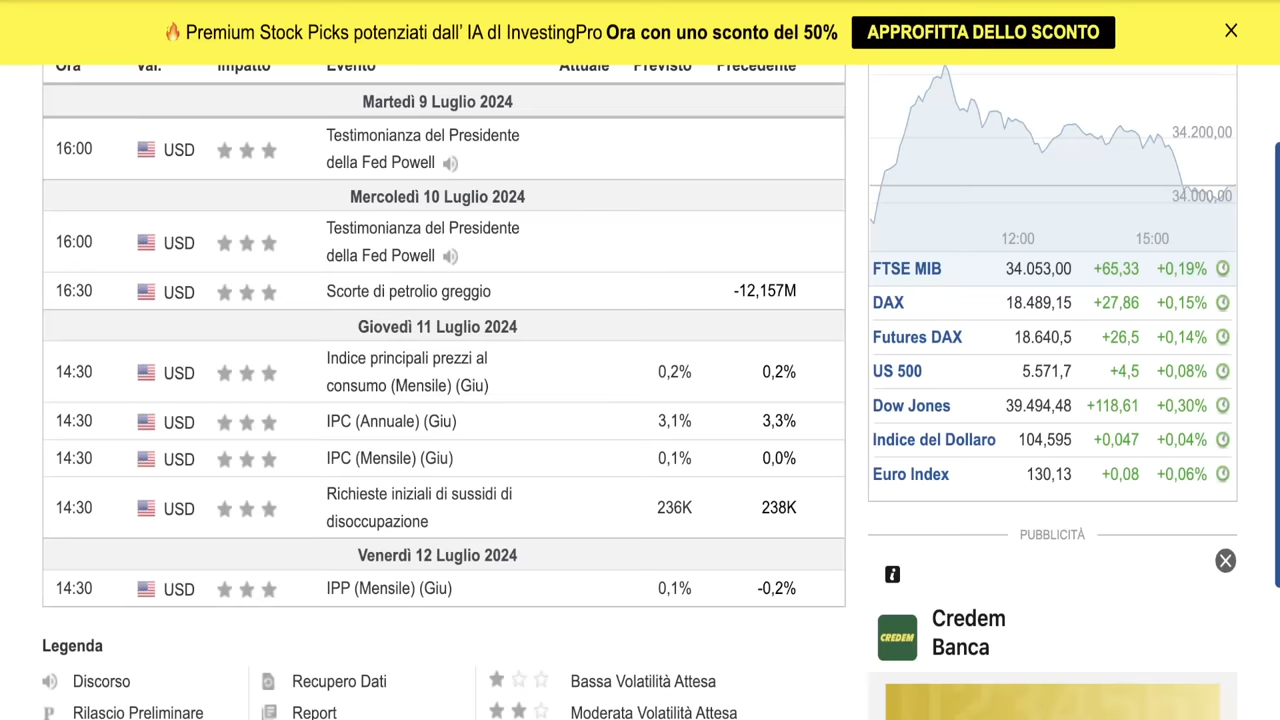 🔥 Premium Stock Picks potenziati dall' IA dI InvestingPro Ora con uno sconto del 50% APPROFITTA DELLO SCONTO
Ora Val. Impatto Evento Attuale Previsto Precedente
Martedì 9 Luglio 2024
16:00 USD Testimonianza del Presidente
della Fed Powell
Mercoledì 10 Luglio 2024
16:00 USD Testimonianza del Presidente
della Fed Powell
16:30 USD Scorte di petrolio greggio -12,157M
Giovedì 11 Luglio 2024
14:30 USD Indice principali prezzi al
consumo (Mensile) (Giu) 0,2% 0,2%
14:30 USD IPC (Annuale) (Giu) 3,1% 3,3%
14:30 USD IPC (Mensile) (Giu) 0,1% 0,0%
14:30 USD Richieste iniziali di sussidi di
disoccupazione 236K 238K
Venerdì 12 Luglio 2024
14:30 USD IPP (Mensile) (Giu) 0,1% -0,2%
Legenda
Discorso Recupero Dati Bassa Volatilità Attesa
P Rilascio Preliminare Report Moderata Volatilità Attesa
34.200,00
34.000,00
12:00 15:00
FTSE MIB 34.053,00 +65,33 +0,19%
DAX 18.489,15 +27,86 +0,15%
Futures DAX 18.640,5 +26,5 +0,14%
US 500 5.571,7 +4,5 +0,08%
Dow Jones 39.494,48 +118,61 +0,30%
Indice del Dollaro 104,595 +0,047 +0,04%
Euro Index 130,13 +0,08 +0,06%
PUBBLICITÀ
CREDEM
Credem
Banca